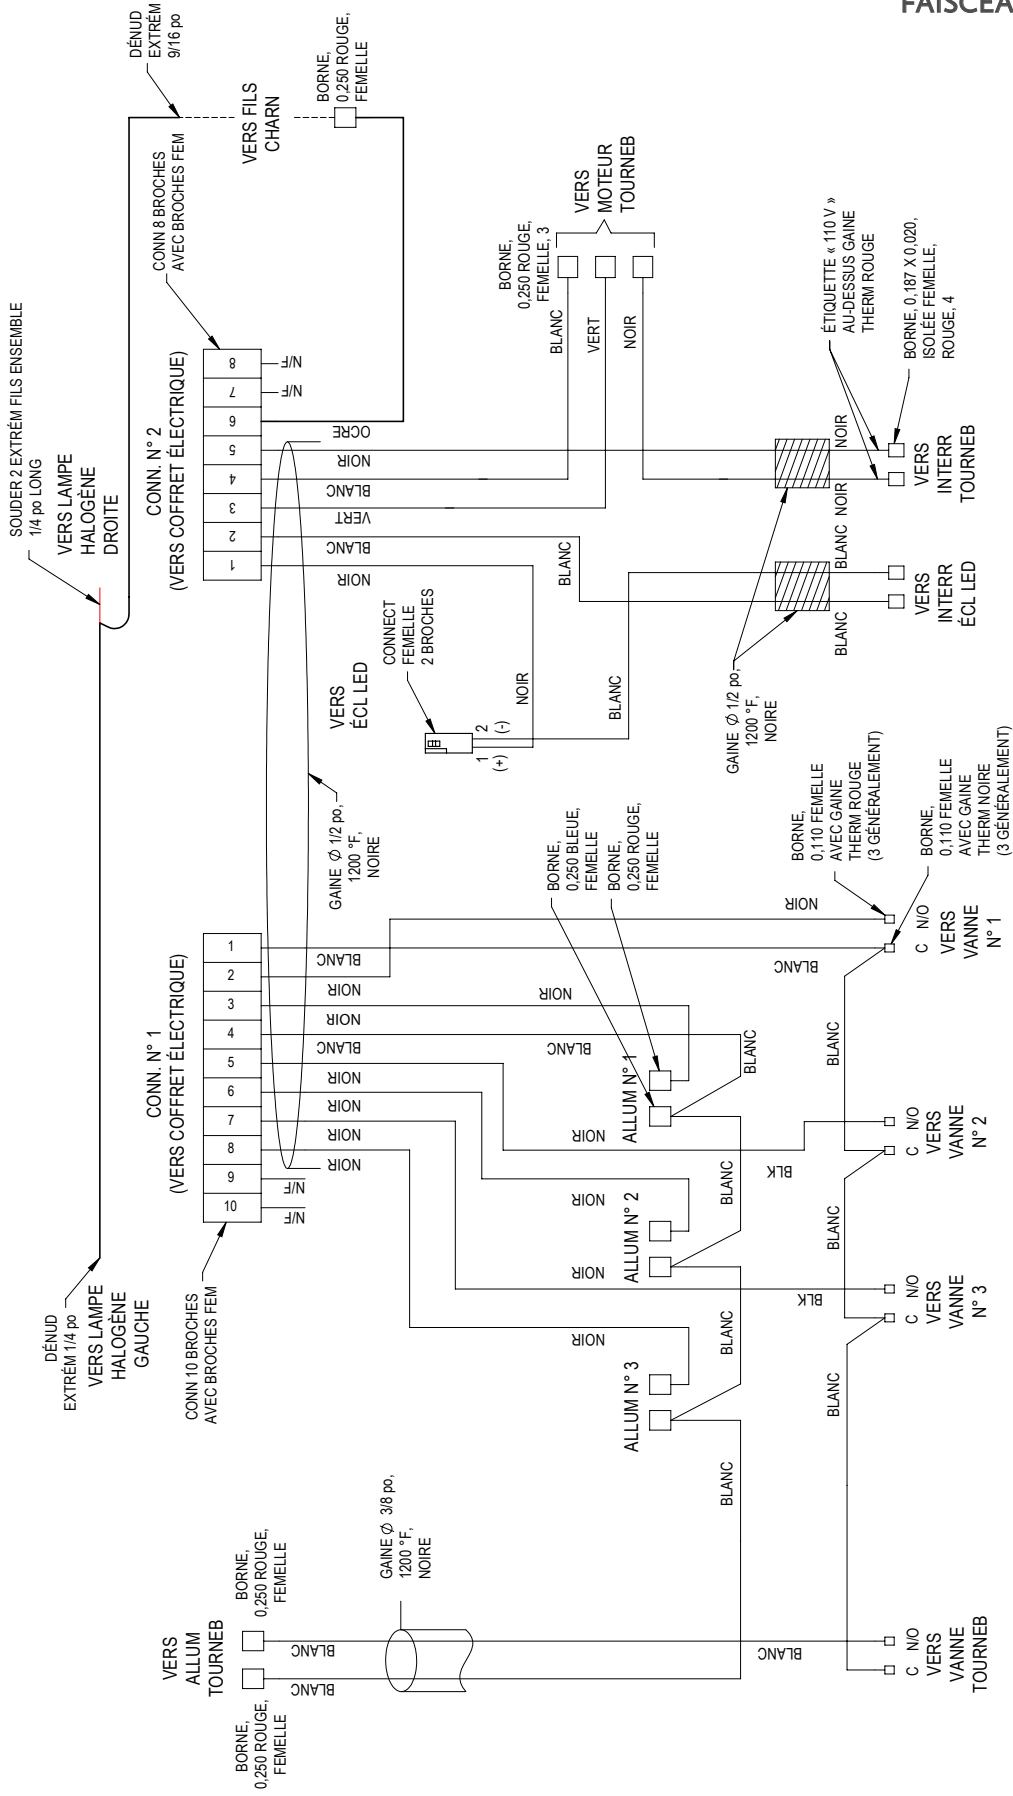 FAISCEA
DÉNUD
EXTRÉM
9/16 po
BORNE,
0,250 ROUGE,
FEMELLE
VERS FILS
CHARN
CONN 8 BROCHES
AVEC BROCHES FEM
SOUDER 2 EXTRÉM FILS ENSEMBLE
1/4 po LONG
VERS LAMPE
HALOGÈNE
DROITE
CONN. N° 2
(VERS COFFRET ÉLECTRIQUE)
8
7
6
5
4
3
2
1
N/F
N/F
OCRE
NOIR
BLANC
VERT
BLANC
NOIR
BORNE,
0,250 ROUGE,
FEMELLE, 3
VERS
MOTEUR
TOURNEB
BLANC
VERT
NOIR
ÉTIQUETTE « 110 V »
AU-DESSUS GAINE
THERM ROUGE
BORNE, 0,187 X 0,020,
ISOLÉE FEMELLE,
ROUGE, 4
NOIR
NOIR
VERS
INTERR
TOURNEB
BLANC
BLANC
BLANC
VERS
INTERR
ÉCL LED
GAINE Ø 1/2 po,
1200 °F,
NOIRE
CONNECT
FEMELLE
2 BROCHES
VERS
ÉCL LED
NOIR
BLANC
1
(+)
2
(-)
GAINE Ø 1/2 po,
1200 °F,
NOIRE
CONN. N° 1
(VERS COFFRET ÉLECTRIQUE)
1
2
3
4
5
6
7
8
9
10
BLANC
NOIR
NOIR
BLANC
NOIR
NOIR
NOIR
NOIR
N/F
N/F
CONN 10 BROCHES
AVEC BROCHES FEM
DÉNUD
EXTRÉM 1/4 po
VERS LAMPE
HALOGÈNE
GAUCHE
BORNE,
0,250 BLEUE,
FEMELLE
BORNE,
0,250 ROUGE,
FEMELLE
NOIR
BLANC
ALLUM N° 1
BLANC
NOIR
BLANC
NOIR
ALLUM N° 2
NOIR
BLANC
NOIR
ALLUM N° 3
BLANC
BORNE,
0,110 FEMELLE
AVEC GAINE
THERM ROUGE
(3 GÉNÉRALEMENT)
BORNE,
0,110 FEMELLE
AVEC GAINE
THERM NOIRE
(3 GÉNÉRALEMENT)
NOIR
BLANC
C N/O
VERS
VANNE
N° 1
BLANC
BLK
C N/O
VERS
VANNE
N° 2
BLANC
BLK
C N/O
VERS
VANNE
N° 3
BLANC
GAINE Ø 3/8 po,
1200 °F,
NOIRE
VERS
ALLUM
TOURNEB
BORNE,
0,250 ROUGE,
FEMELLE
BORNE,
0,250 ROUGE,
FEMELLE
BLANC
BLANC
BLANC
C N/O
VERS
VANNE
TOURNEB